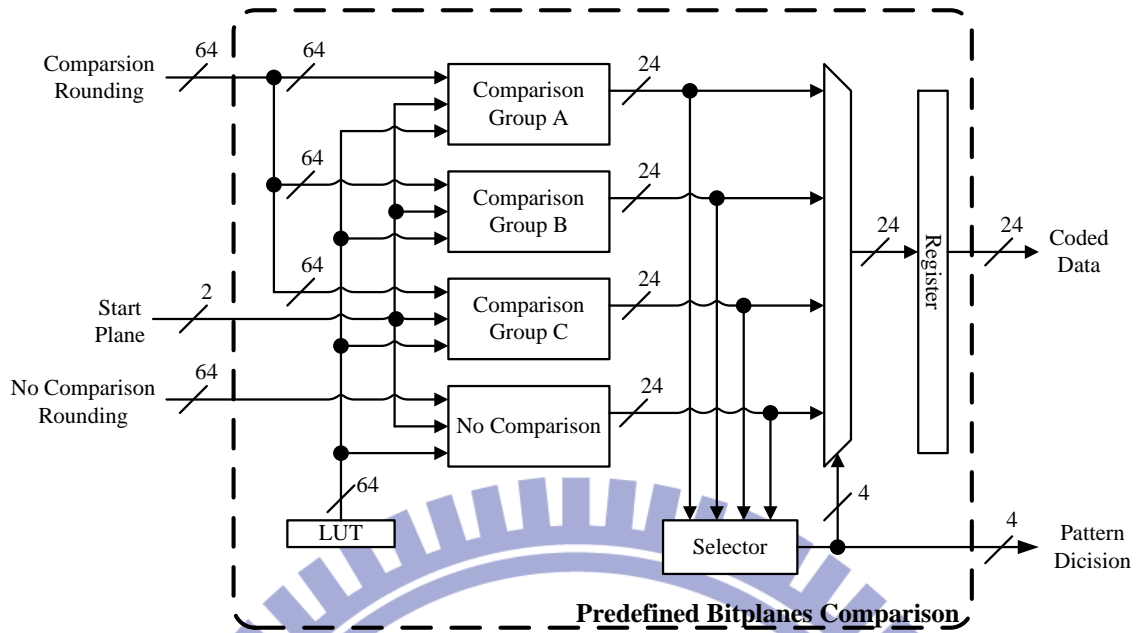 Comparsion
Rounding
64
64
Comparison
Group A
24
64
Comparison
Group B
24
64
Comparison
Group C
24
Start
Plane
2
No Comparison
Rounding
64
No Comparison
24
24
Register
24
Coded
Data
64
LUT
Selector
4
4
Pattern
Dicision
Predefined Bitplanes Comparison